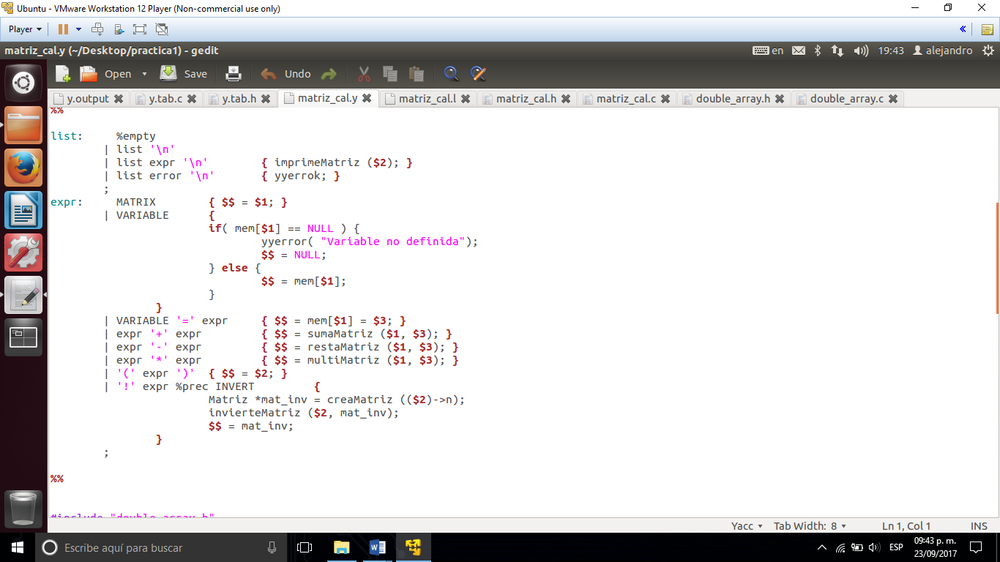 Ubuntu - VMware Workstation 12 Player (Non-commercial use only)
Player
matriz_cal.y (~/Desktop/practica1) - gedit
en
19:43
alejandro
Open
Save
Undo
y.output
y.tab.c
y.tab.h
matriz_cal.y
matriz_cal.l
matriz_cal.h
matriz_cal.c
double_array.h
double_array.c
%%
list: %empty
| list '\n'
| list expr '\n' { imprimeMatriz ($2); }
| list error '\n' { yyerrok; }
;
expr: MATRIX { $$ = $1; }
| VARIABLE {
if( mem[$1] == NULL ) {
yyerror( "Variable no definida");
$$ = NULL;
} else {
$$ = mem[$1];
}
}
| VARIABLE '=' expr { $$ = mem[$1] = $3; }
| expr '+' expr { $$ = sumaMatriz ($1, $3); }
| expr '-' expr { $$ = restaMatriz ($1, $3); }
| expr '*' expr { $$ = multiMatriz ($1, $3); }
| '(' expr ')' { $$ = $2; }
| '!' expr %prec INVERT {
Matriz *mat_inv = creaMatriz (($2)->n);
invierteMatriz ($2, mat_inv);
$$ = mat_inv;
}
;
%%
#include "double_array.h"
Yacc
Tab Width: 8
Ln 1, Col 1
INS
Escribe aquí para buscar
ESP
09:43 p. m.
23/09/2017